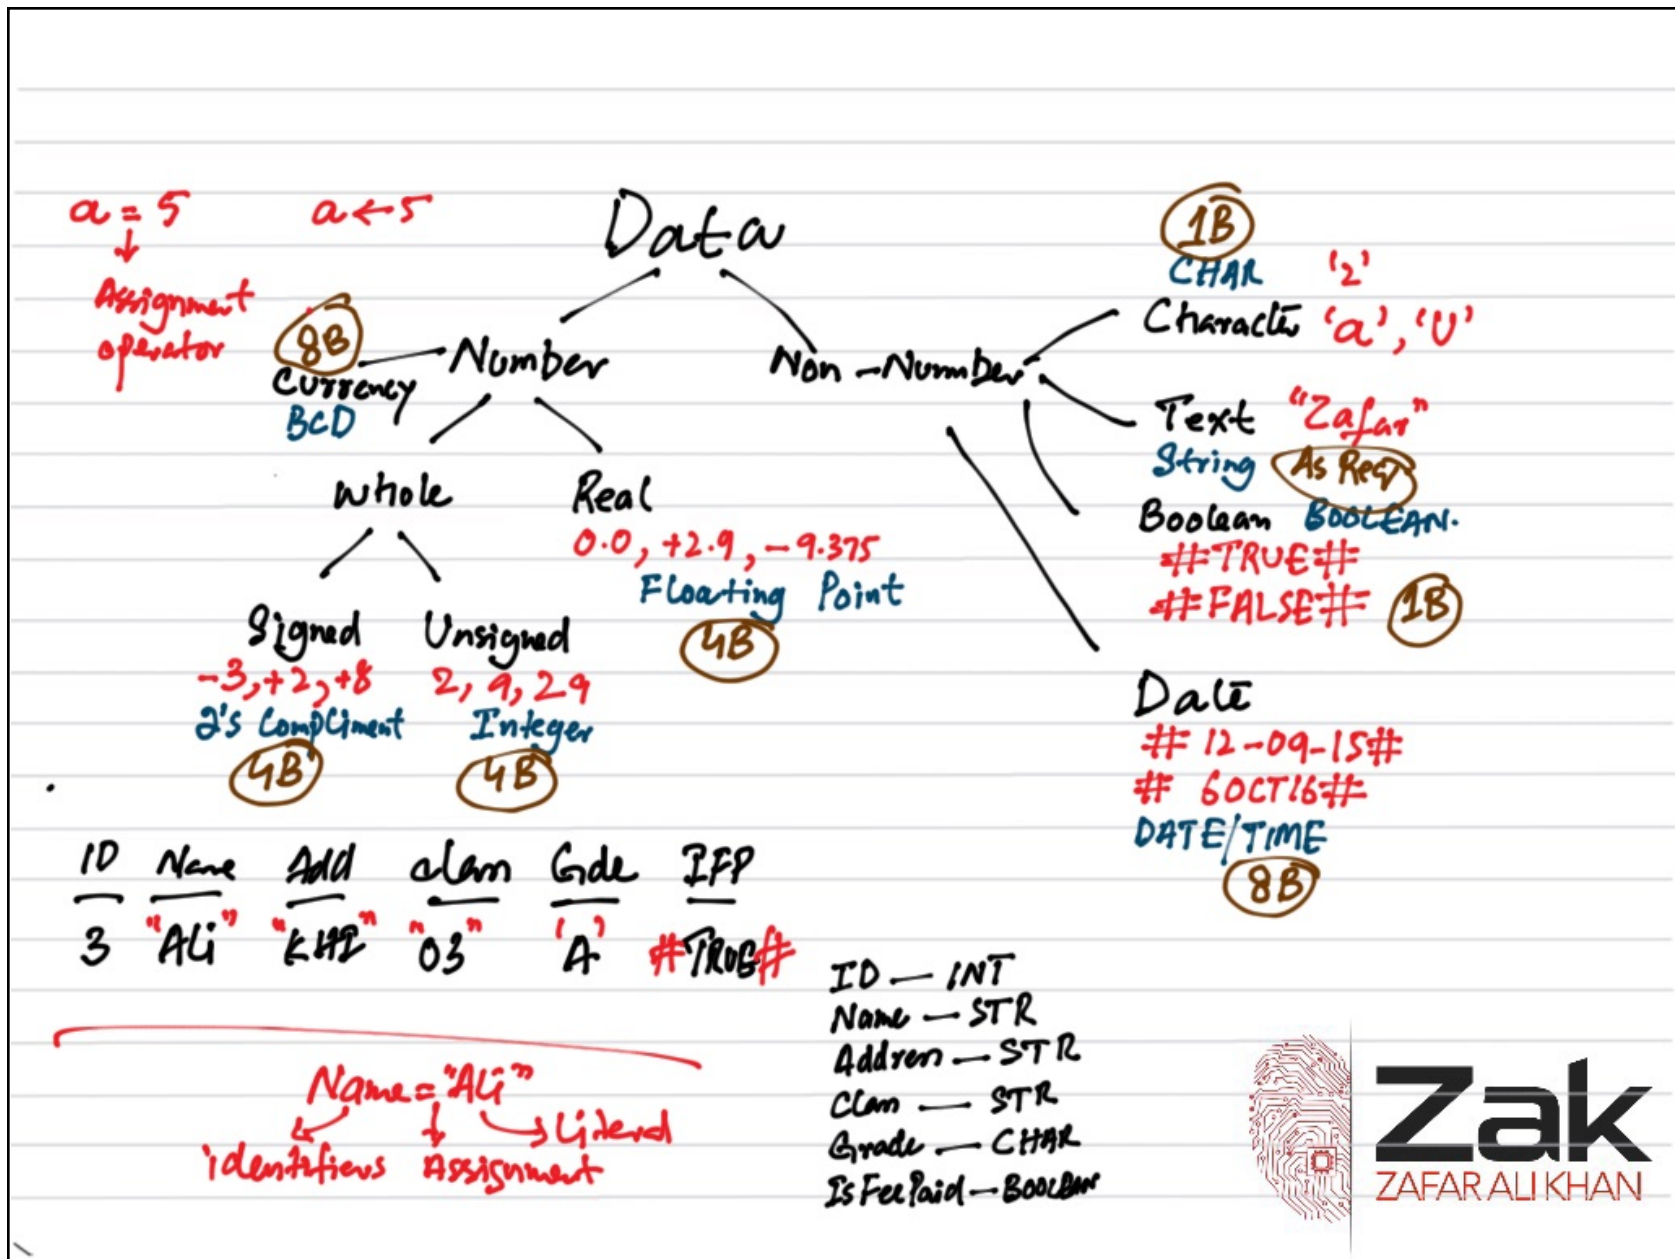 a = 5
a ← 5
Data
Assignment
operator
8B
Currency
BCD
Number
Non-Number
1B
CHAR '2'
Character 'a', 'U'
Text "Zafar"
String As Req
Boolean BOOLEAN.
#TRUE#
#FALSE# 1B
Whole
Real
0.0, +2.9, -9.375
Floating Point
4B
Signed
-3, +2, +8
2's Compliment
4B
Unsigned
2, 9, 29
Integer
4B
Date
# 12-09-15#
# 6OCT16#
DATE/TIME
8B
ID Name Add Class Gde IFP
3 "Ali" "KHI" "03" 'A' #TRUE#
Name = "Ali"
identifiers Assignment Literal
ID — INT
Name — STR
Address — STR
Class — STR
Grade — CHAR
IsFeePaid — BOOLEAN
Zak
ZAFAR ALI KHAN